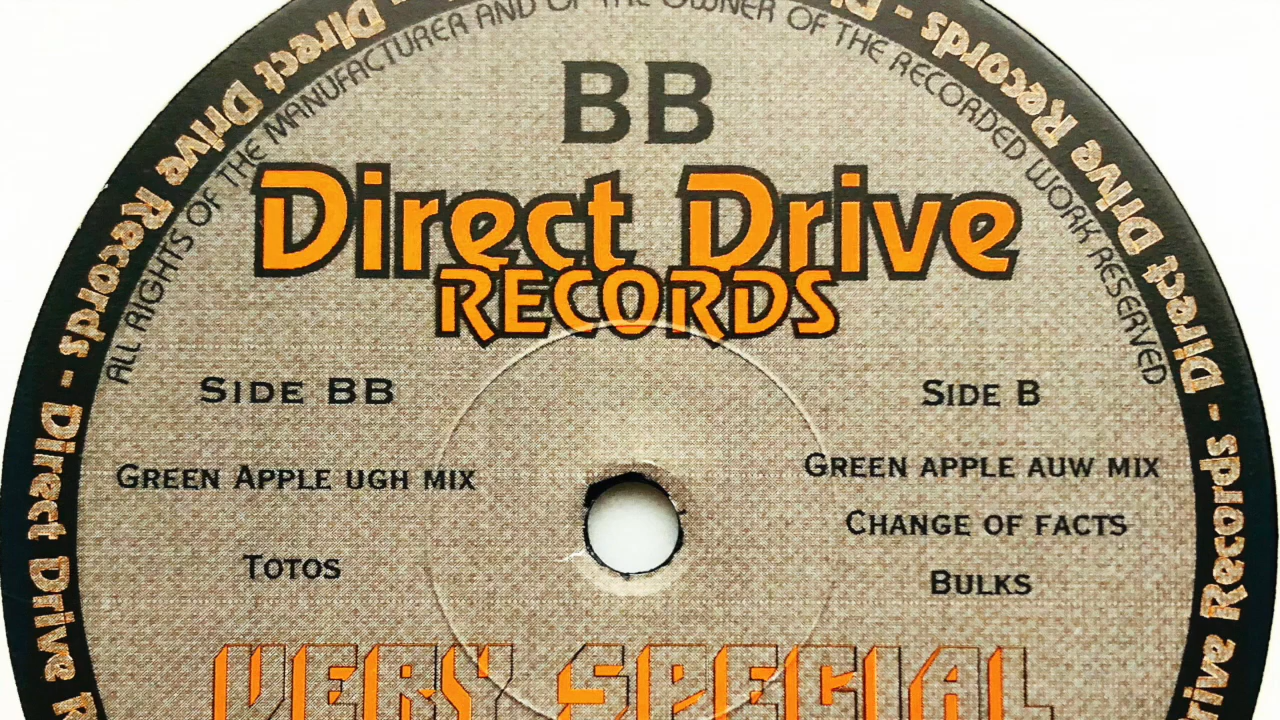 Direct Drive Records - Direct Drive Records - Direct Drive Records - Direct Drive Records
ALL RIGHTS OF THE MANUFACTURER AND OF THE OWNER OF THE RECORDED WORK RESERVED
BB
Direct Drive
RECORDS
SIDE BB
GREEN APPLE UGH MIX
TOTOS
SIDE B
GREEN APPLE AUW MIX
CHANGE OF FACTS
BULKS
VERY SPECIAL